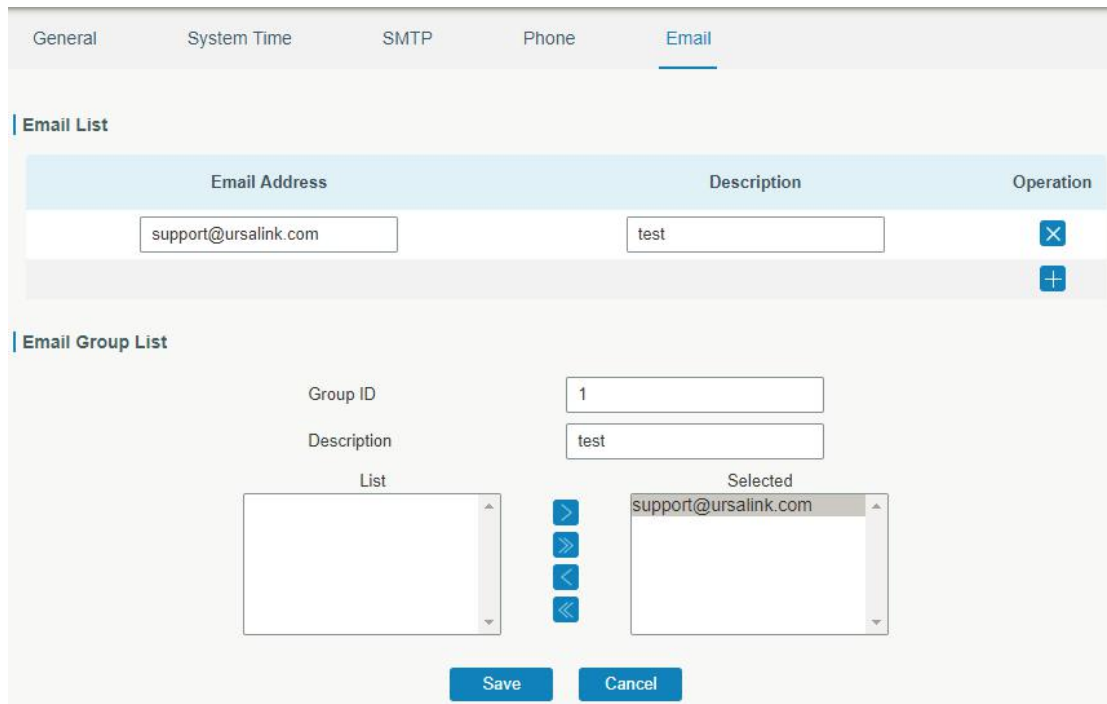 General System Time SMTP Phone Email
Email List
Email Address Description Operation
support@ursalink.com test
Email Group List
Group ID 1
Description test
List Selected
support@ursalink.com
Save Cancel